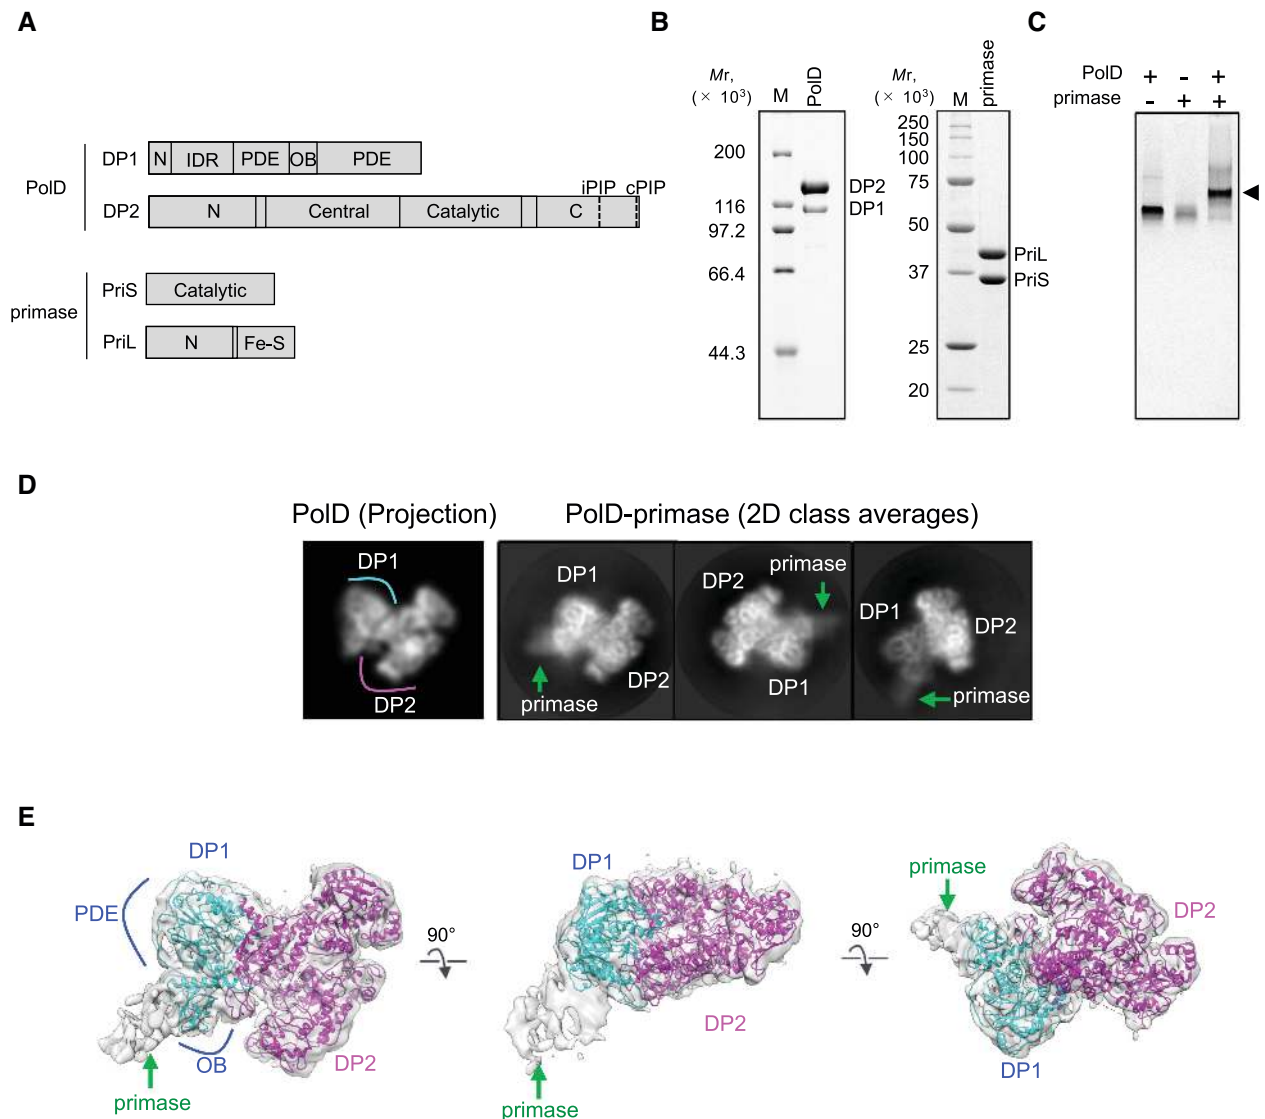 A
B
C
PolD
DP1
N
IDR
PDE
OB
PDE
iPIP
cPIP
DP2
N
Central
Catalytic
C
primase
PriS
Catalytic
PriL
N
Fe-S
Mr,
(× 10³)
M
PolD
200
116
97.2
66.4
44.3
DP2
DP1
Mr,
(× 10³)
M
primase
250
150
100
75
50
37
25
20
PriL
PriS
PolD + - +
primase - + +
D
PolD (Projection)
PolD-primase (2D class averages)
DP1
DP2
DP1
DP2
primase
DP2
primase
DP1
DP1
DP2
primase
E
DP1
PDE
OB
DP2
primase
90°
DP1
DP2
primase
90°
primase
DP2
DP1